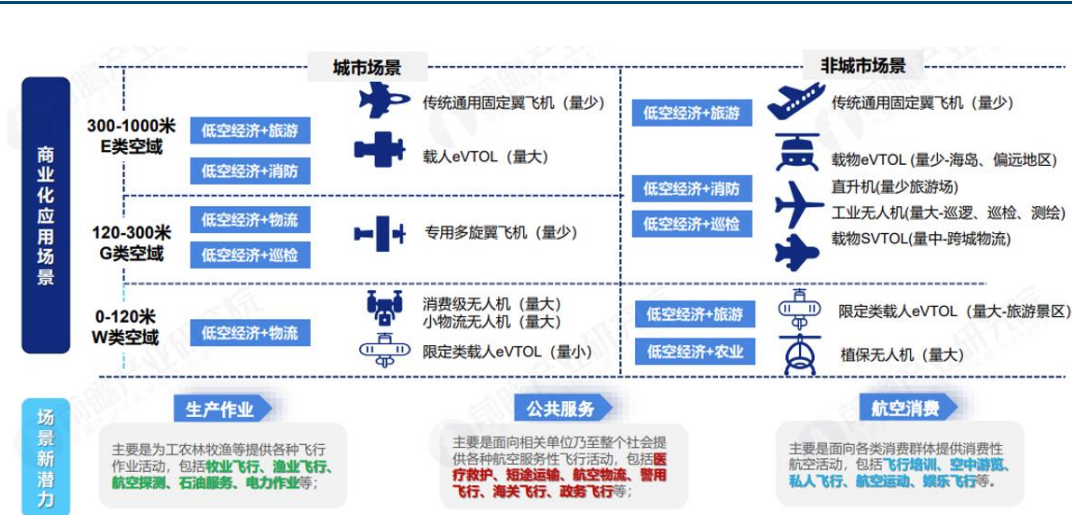 城市场景
非城市场景
商业化应用场景
300-1000米
E类空域
低空经济+旅游
低空经济+消防
传统通用固定翼飞机（量少）
载人eVTOL（量大）
低空经济+旅游
传统通用固定翼飞机（量少）
120-300米
G类空域
低空经济+物流
低空经济+巡检
专用多旋翼飞机（量少）
低空经济+消防
低空经济+巡检
载物eVTOL (量少-海岛、偏远地区)
直升机(量少旅游场)
工业无人机(量大-巡逻、巡检、测绘)
载物SVTOL(量中-跨城物流)
0-120米
W类空域
低空经济+物流
消费级无人机（量大）
小物流无人机（量大）
限定类载人eVTOL（量小）
低空经济+旅游
低空经济+农业
限定类载人eVTOL（量大-旅游景区）
植保无人机（量大）
场景新潜力
生产作业
主要是为工农林牧渔等提供各种飞行
作业活动，包括牧业飞行、渔业飞行、
航空探测、石油服务、电力作业等；
公共服务
主要是面向相关单位乃至整个社会提
供各种航空服务性飞行活动，包括医
疗救护、短途运输、航空物流、警用
飞行、海关飞行、政务飞行等；
航空消费
主要是面向各类消费群体提供消费性
航空活动，包括飞行培训、空中游览、
私人飞行、航空运动、娱乐飞行等。